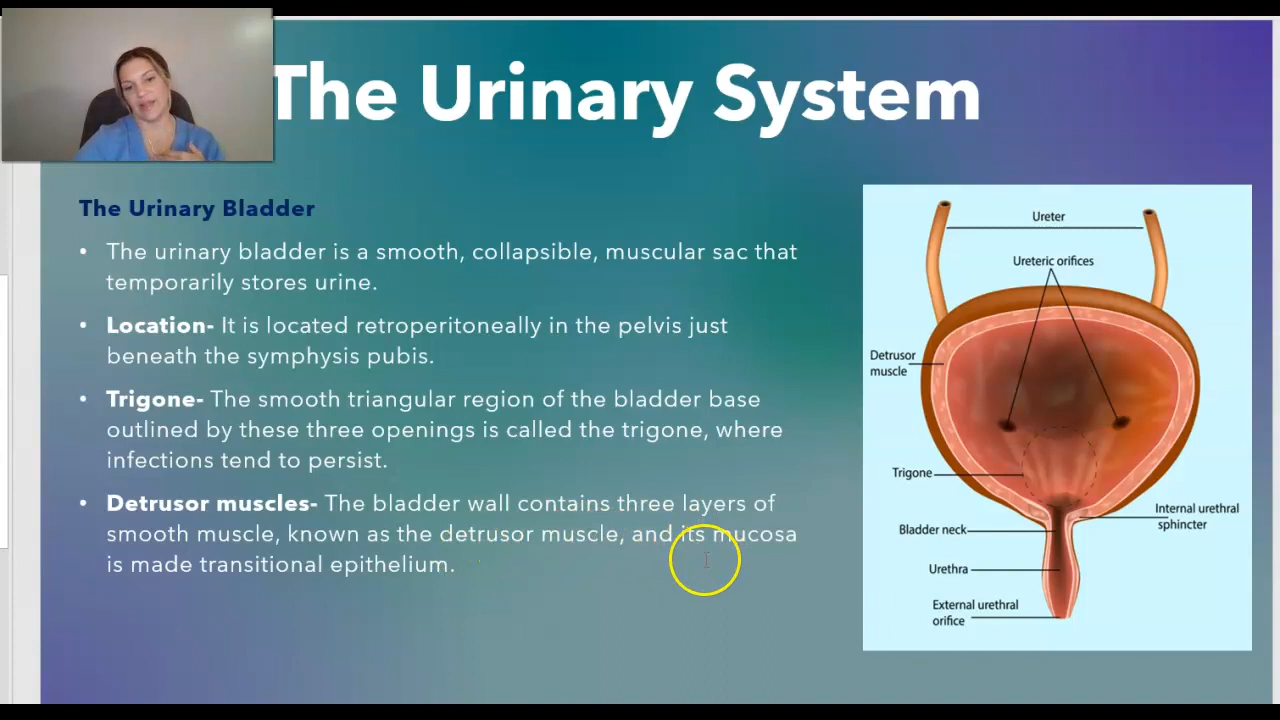 The Urinary System
The Urinary Bladder
• The urinary bladder is a smooth, collapsible, muscular sac that
temporarily stores urine.
• Location- It is located retroperitoneally in the pelvis just
beneath the symphysis pubis.
• Trigone- The smooth triangular region of the bladder base
outlined by these three openings is called the trigone, where
infections tend to persist.
• Detrusor muscles- The bladder wall contains three layers of
smooth muscle, known as the detrusor muscle, and its mucosa
is made transitional epithelium.
Ureter
Ureteric orifices
Detrusor
muscle
Trigone
Internal urethral
sphincter
Bladder neck
Urethra
External urethral
orifice